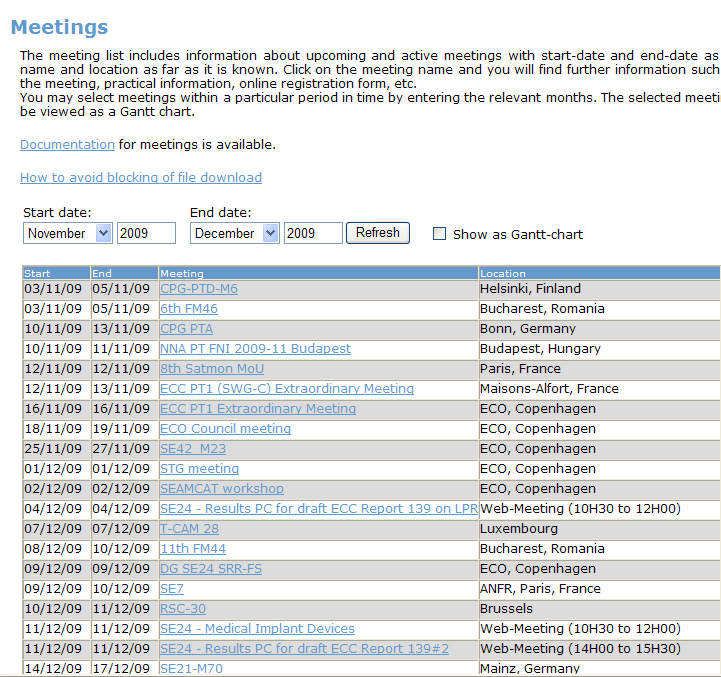 Meetings
The meeting list includes information about upcoming and active meetings with start-date and end-date as
name and location as far as it is known. Click on the meeting name and you will find further information such
the meeting, practical information, online registration form, etc.
You may select meetings within a particular period in time by entering the relevant months. The selected meeti
be viewed as a Gantt chart.
Documentation for meetings is available.
How to avoid blocking of file download
Start date: End date:
November 2009 December 2009 Refresh Show as Gantt-chart
Start End Meeting Location
03/11/09 05/11/09 CPG-PTD-M6 Helsinki, Finland
03/11/09 05/11/09 6th FM46 Bucharest, Romania
10/11/09 13/11/09 CPG PTA Bonn, Germany
10/11/09 11/11/09 NNA PT FNI 2009-11 Budapest Budapest, Hungary
12/11/09 12/11/09 8th Satmon MoU Paris, France
12/11/09 13/11/09 ECC PT1 (SWG-C) Extraordinary Meeting Maisons-Alfort, France
16/11/09 16/11/09 ECC PT1 Extraordinary Meeting ECO, Copenhagen
18/11/09 19/11/09 ECO Council meeting ECO, Copenhagen
25/11/09 27/11/09 SE42_M23 ECO, Copenhagen
01/12/09 01/12/09 STG meeting ECO, Copenhagen
02/12/09 02/12/09 SEAMCAT workshop ECO, Copenhagen
04/12/09 04/12/09 SE24 - Results PC for draft ECC Report 139 on LPR Web-Meeting (10H30 to 12H00)
07/12/09 07/12/09 T-CAM 28 Luxembourg
08/12/09 10/12/09 11th FM44 Bucharest, Romania
09/12/09 09/12/09 DG SE24 SRR-FS ECO, Copenhagen
09/12/09 10/12/09 SE7 ANFR, Paris, France
10/12/09 11/12/09 RSC-30 Brussels
11/12/09 11/12/09 SE24 - Medical Implant Devices Web-Meeting (10H30 to 12H00)
11/12/09 11/12/09 SE24 - Results PC for draft ECC Report 139#2 Web-Meeting (14H00 to 15H30)
14/12/09 17/12/09 SE21-M70 Mainz, Germany